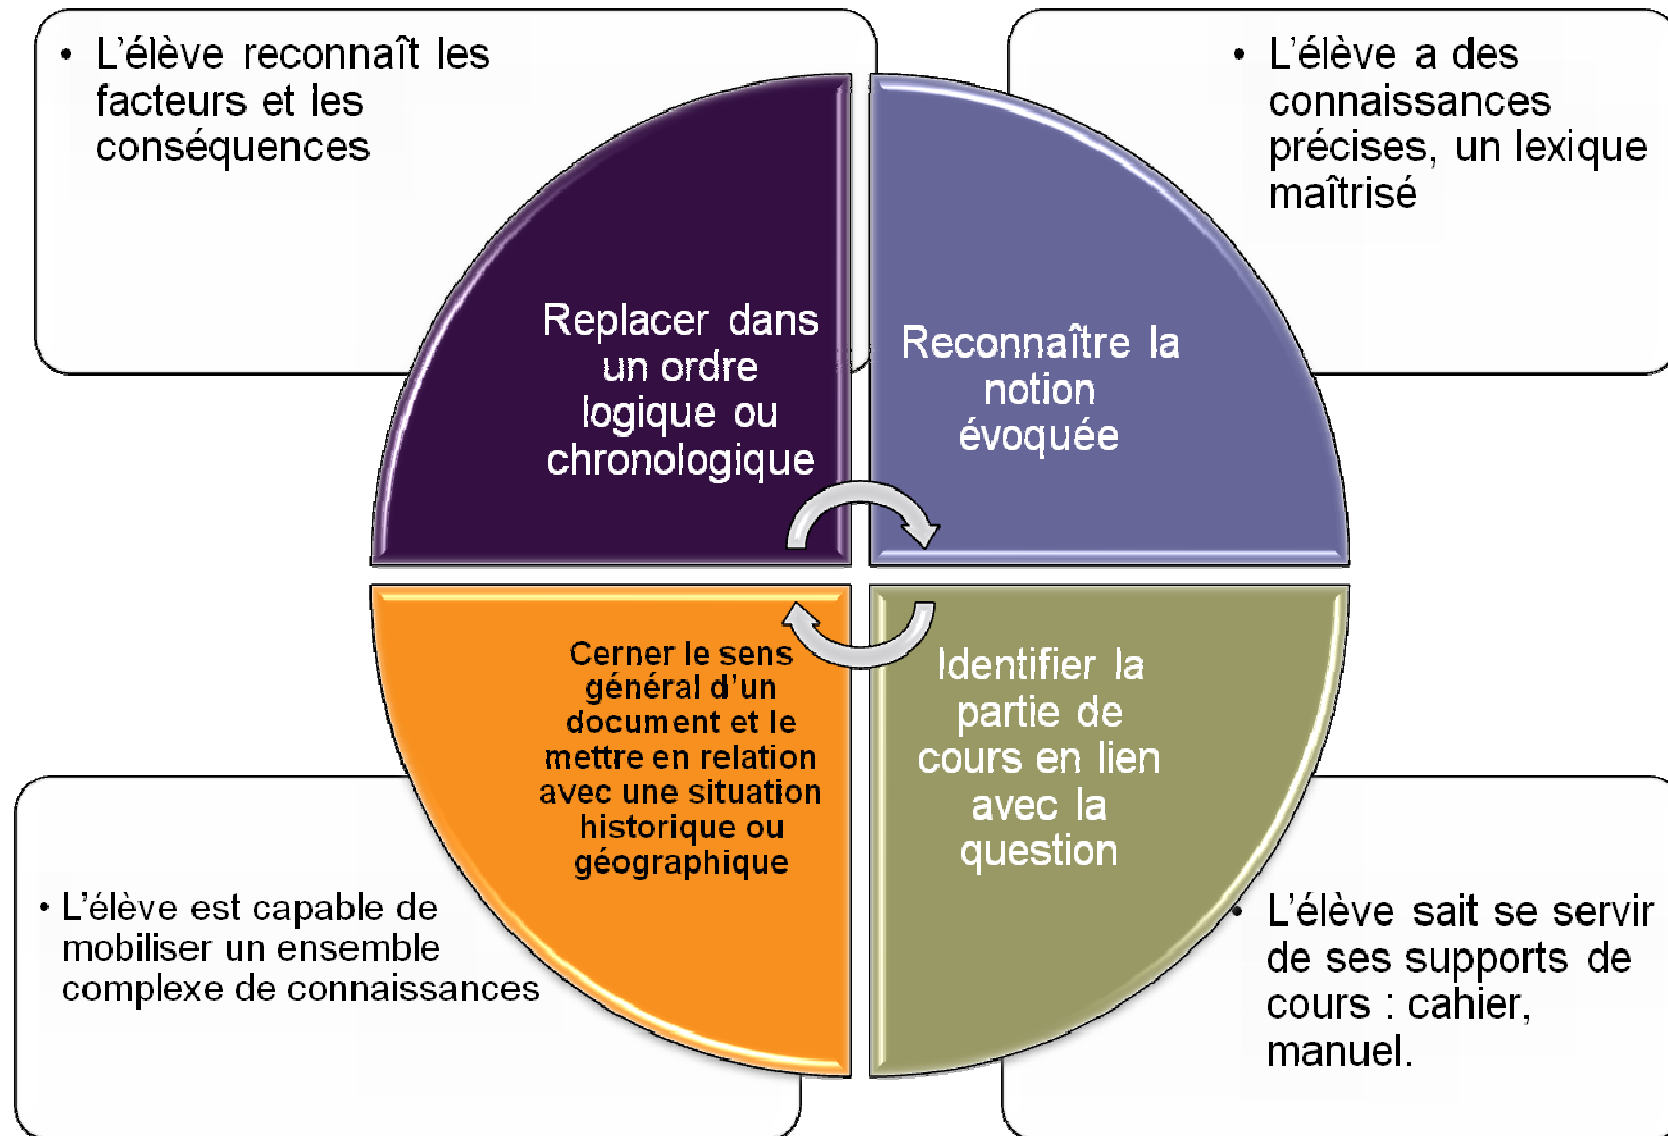 • L'élève reconnaît les
facteurs et les
conséquences
• L'élève a des
connaissances
précises, un lexique
maîtrisé
Replacer dans
un ordre
logique ou
chronologique
Reconnaître la
notion
évoquée
Cerner le sens
général d'un
document et le
mettre en relation
avec une situation
historique ou
géographique
Identifier la
partie de
cours en lien
avec la
question
• L'élève est capable de
mobiliser un ensemble
complexe de connaissances
• L'élève sait se servir
de ses supports de
cours : cahier,
manuel.